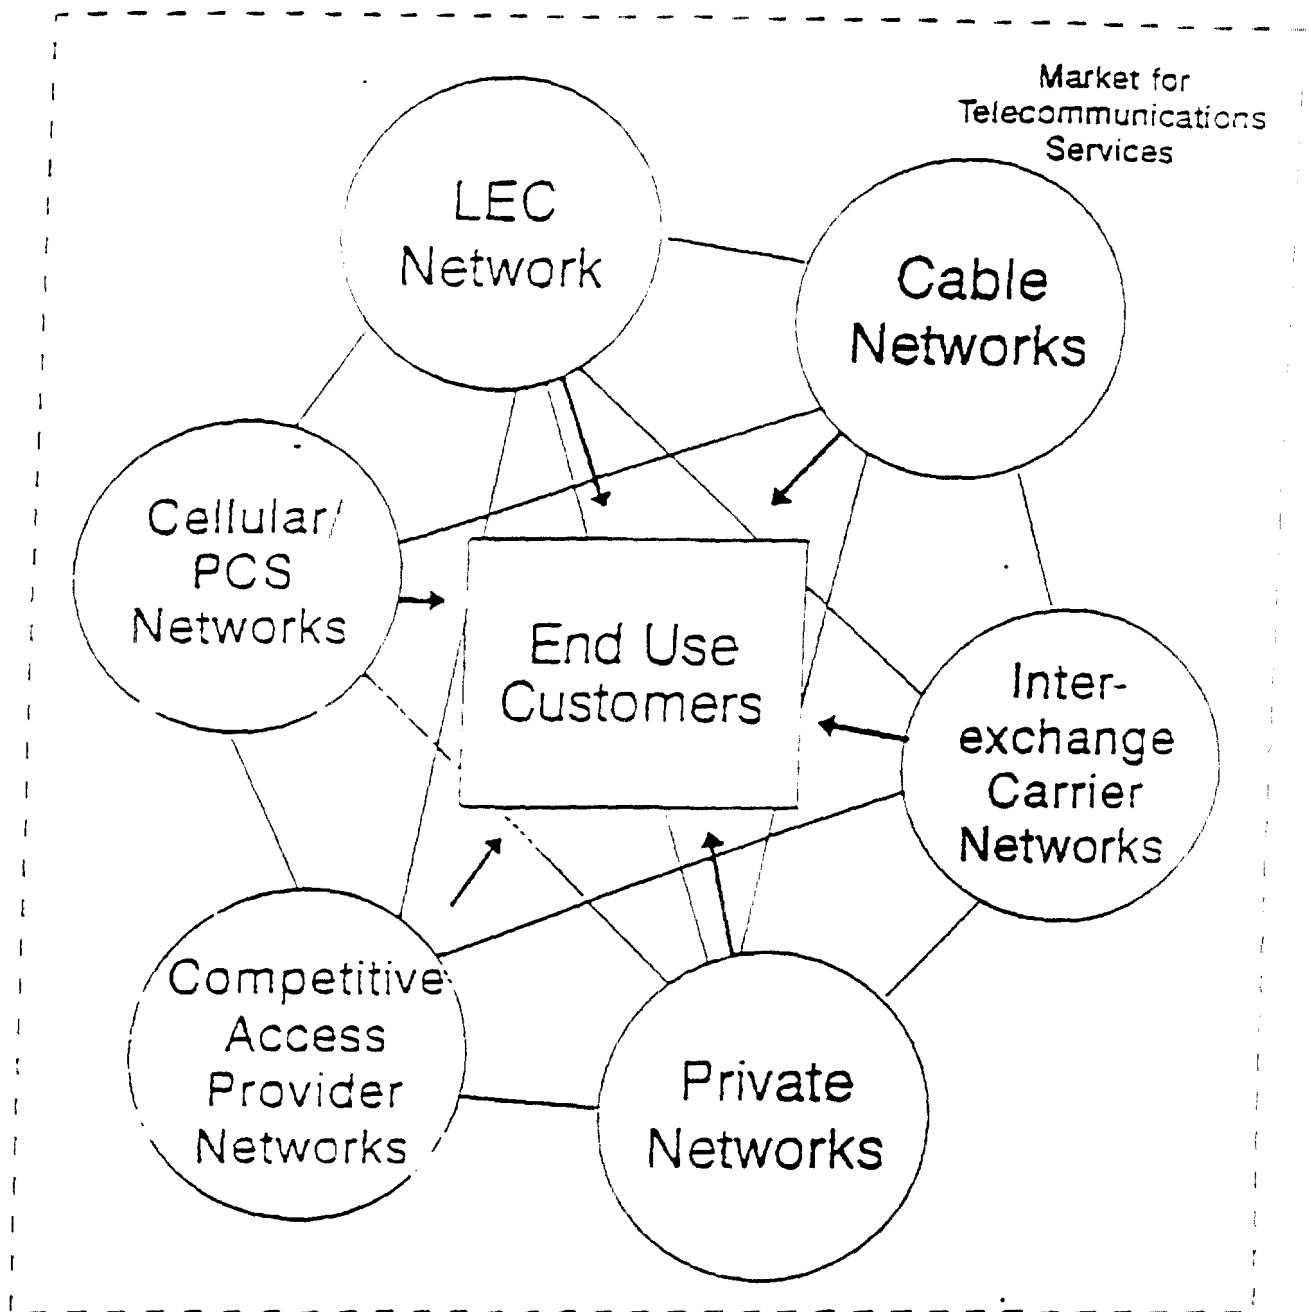 Market for
Telecommunications
Services
LEC
Network
Cable
Networks
Cellular/
PCS
Networks
End Use
Customers
Inter-
exchange
Carrier
Networks
Competitive
Access
Provider
Networks
Private
Networks